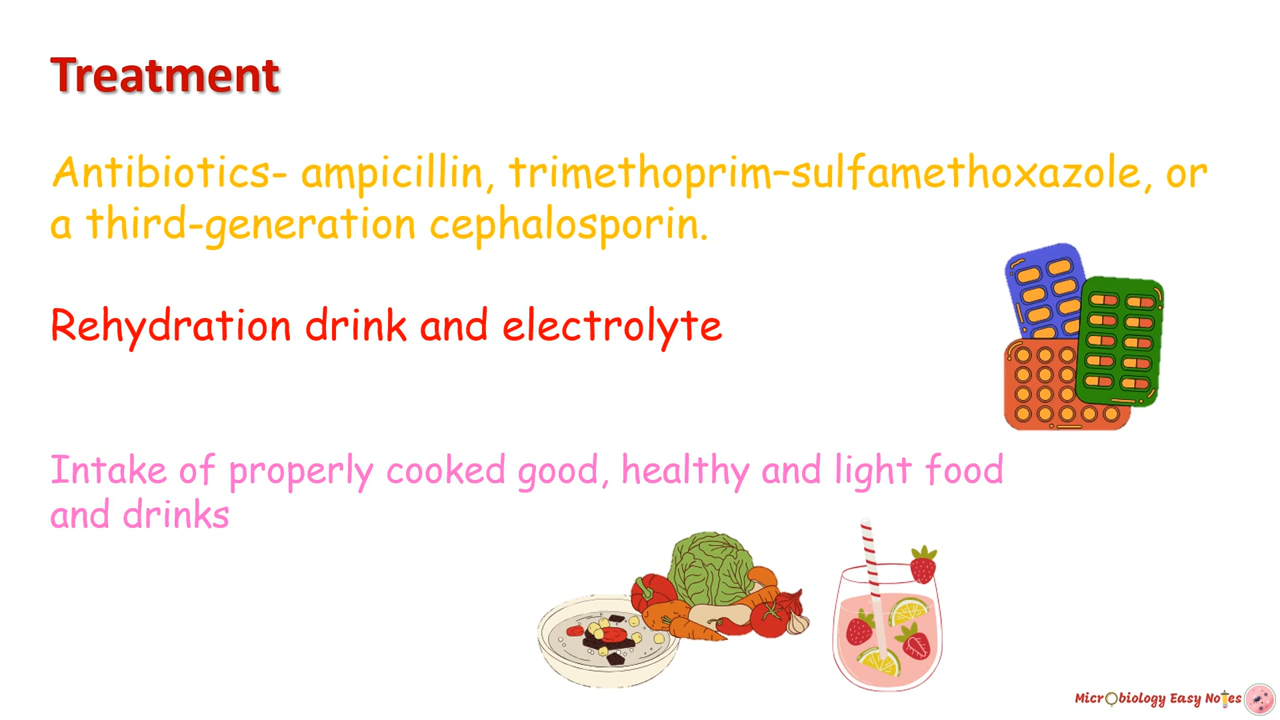 Treatment
Antibiotics- ampicillin, trimethoprim–sulfamethoxazole, or
a third-generation cephalosporin.
Rehydration drink and electrolyte
Intake of properly cooked good, healthy and light food
and drinks
Microbiology Easy Notes